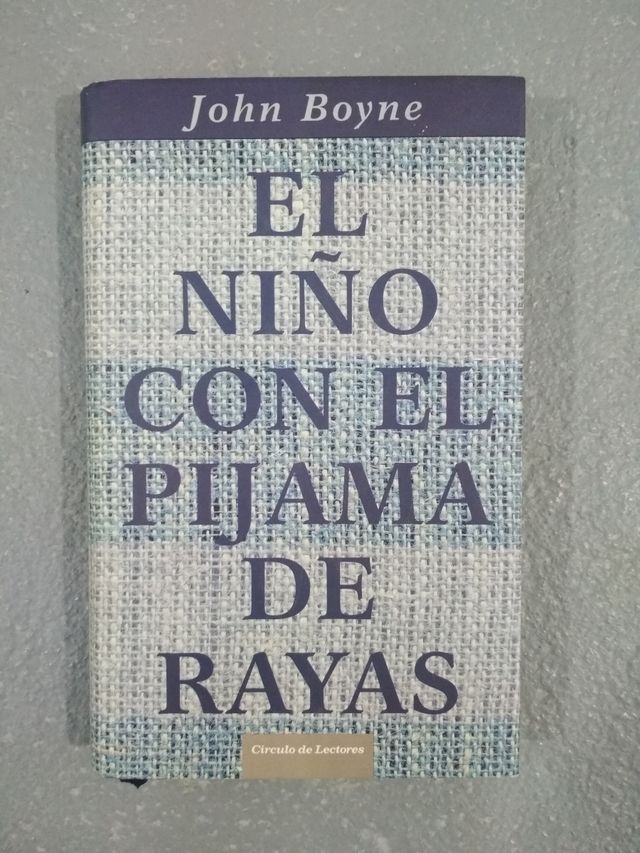 John Boyne
EL
NIÑO
CON EL
PIJAMA
DE
RAYAS
Círculo de Lectores